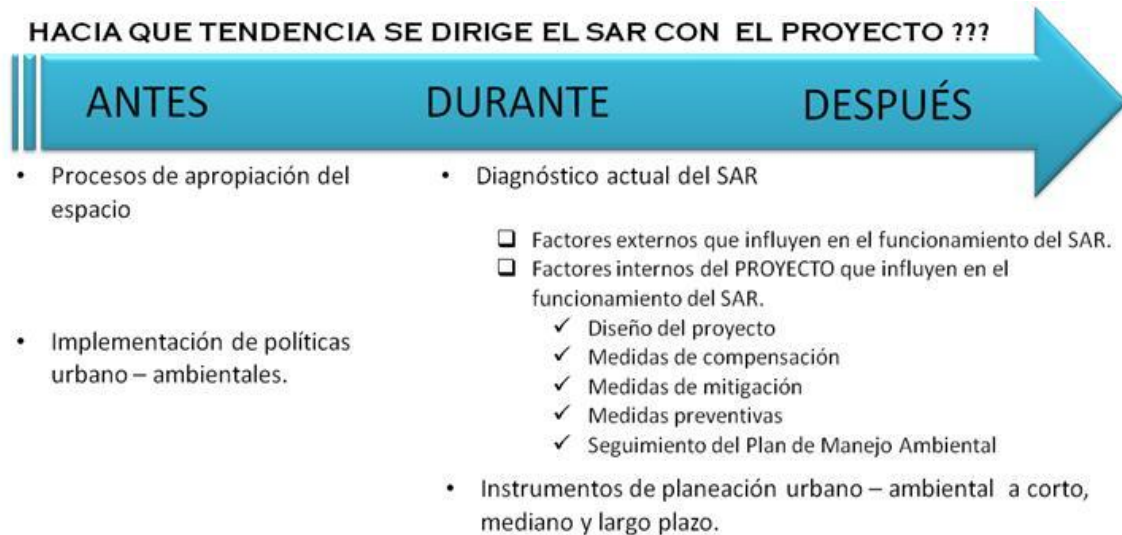 HACIA QUE TENDENCIA SE DIRIGE EL SAR CON EL PROYECTO ???
ANTES DURANTE DESPUÉS
• Procesos de apropiación del
espacio
• Implementación de políticas
urbano – ambientales.
• Diagnóstico actual del SAR
❑ Factores externos que influyen en el funcionamiento del SAR.
❑ Factores internos del PROYECTO que influyen en el
funcionamiento del SAR.
✓ Diseño del proyecto
✓ Medidas de compensación
✓ Medidas de mitigación
✓ Medidas preventivas
✓ Seguimiento del Plan de Manejo Ambiental
• Instrumentos de planeación urbano – ambiental a corto,
mediano y largo plazo.